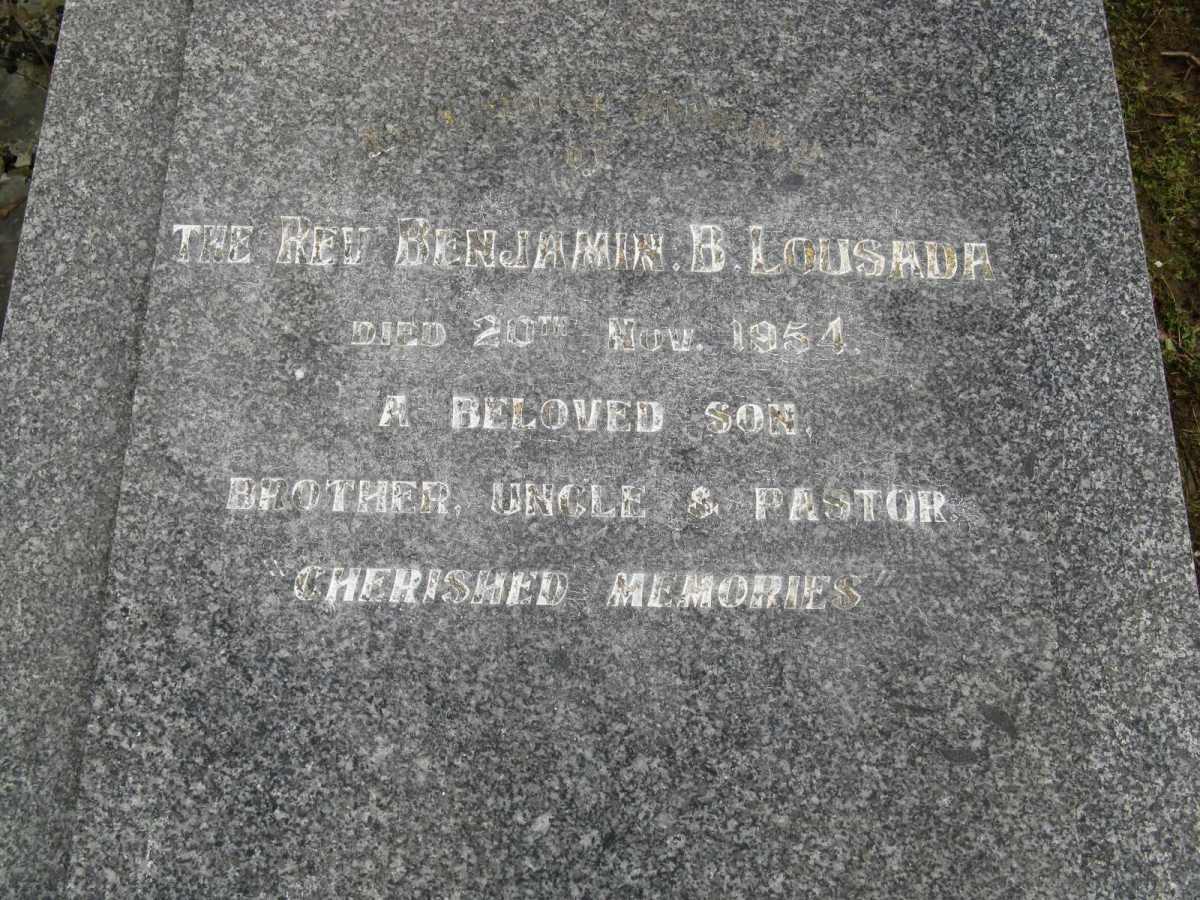 OF
THE REV BENJAMIN. B. LOUSADA
DIED 20TH NOV. 1954.
A BELOVED SON,
BROTHER, UNCLE & PASTOR.
"CHERISHED MEMORIES"